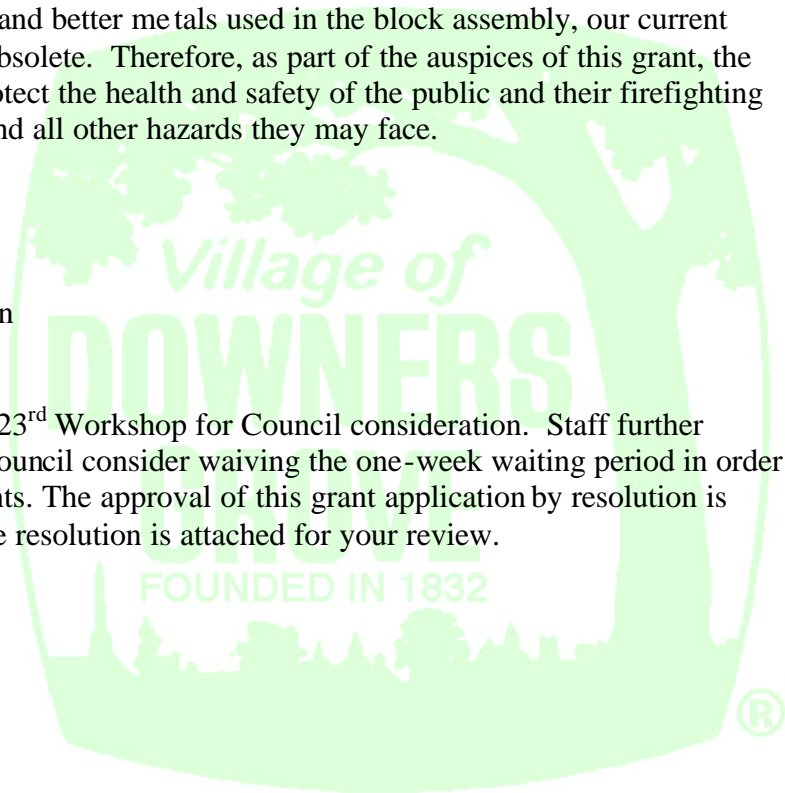 and better metals used in the block assembly, our current
bsolete. Therefore, as part of the auspices of this grant, the
otect the health and safety of the public and their firefighting
nd all other hazards they may face.
Village of
DOWNERS
n
23rd Workshop for Council consideration. Staff further
ouncil consider waiving the one-week waiting period in order
nts. The approval of this grant application by resolution is
GROVE
e resolution is attached for your review.
FOUNDED IN 1832
®